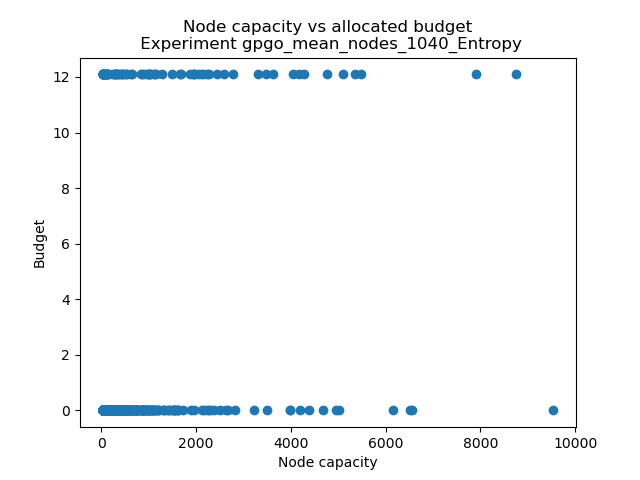 Node capacity vs allocated budget
Experiment gpgo_mean_nodes_1040_Entropy
12
10
8
6
4
2
0
Budget
0 2000 4000 6000 8000 10000
Node capacity